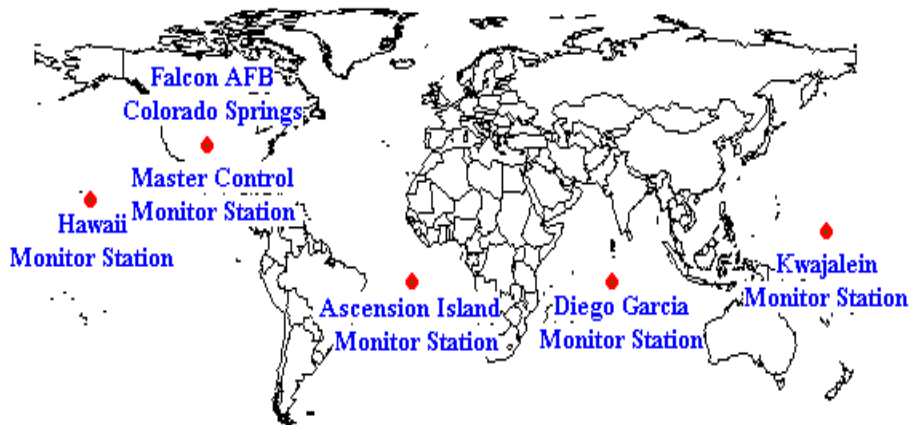 Falcon AFB
Colorado Springs
Master Control
Monitor Station
Hawaii
Monitor Station
Ascension Island
Monitor Station
Diego Garcia
Monitor Station
Kwajalein
Monitor Station